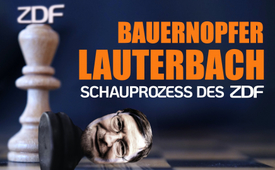 ZDF
BAUERNOPFER
LAUTERBACH
SCHAUPROZESS DES ZDF